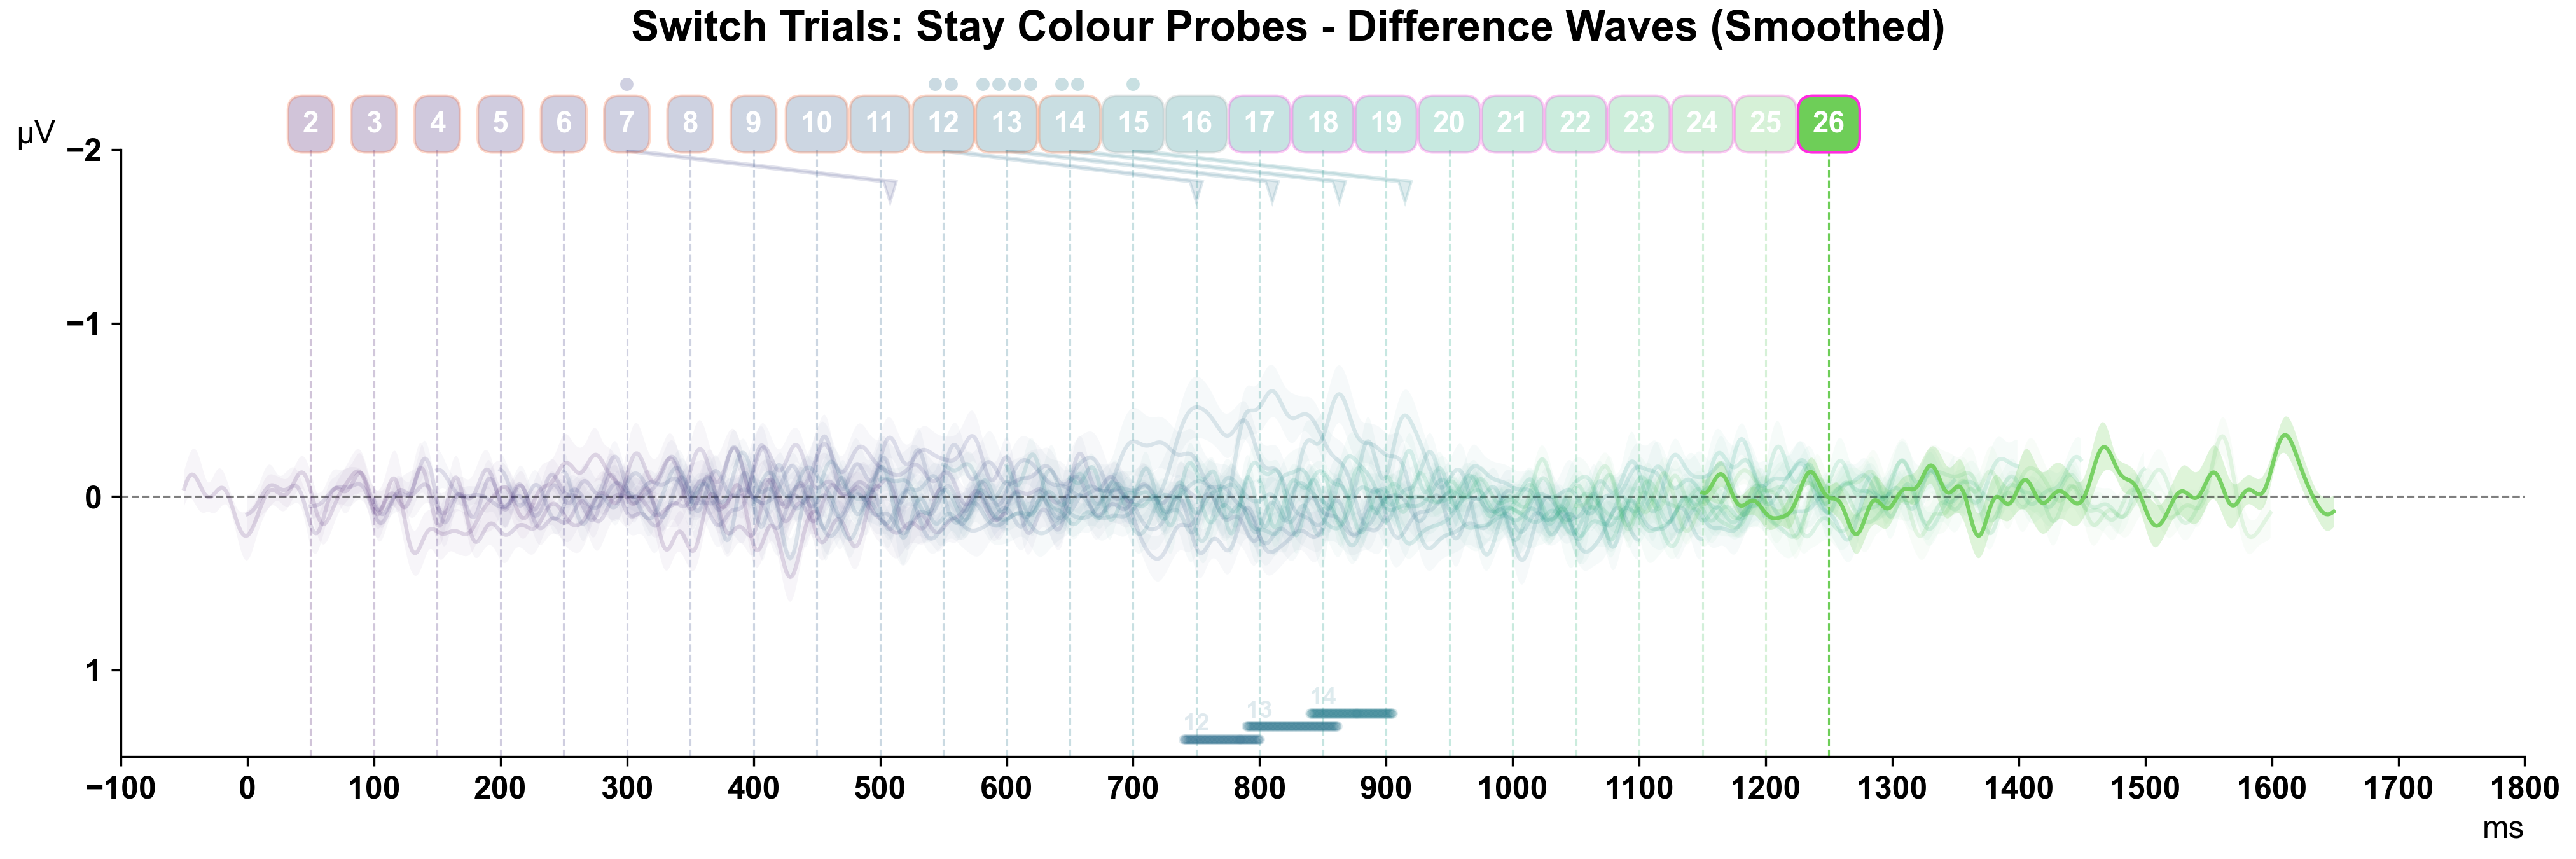 Switch Trials: Stay Colour Probes - Difference Waves (Smoothed)
2 3 4 5 6 7 8 9 10 11 12 13 14 15 16 17 18 19 20 21 22 23 24 25 26
µV
−2
−1
0
1
14
13
12
−100 0 100 200 300 400 500 600 700 800 900 1000 1100 1200 1300 1400 1500 1600 1700 1800
ms